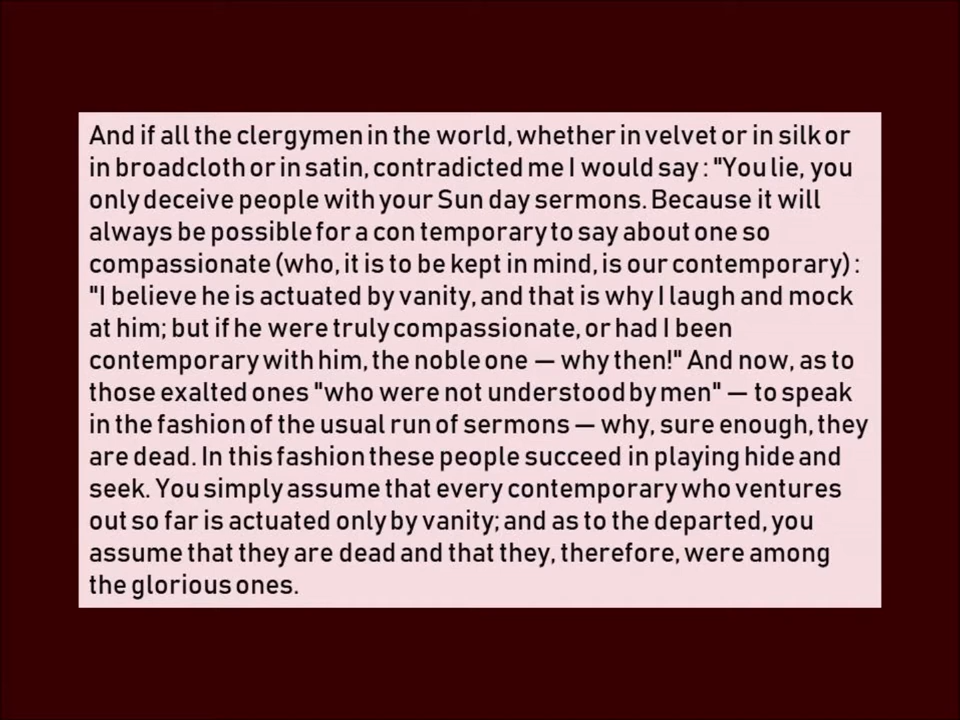 And if all the clergymen in the world, whether in velvet or in silk or
in broadcloth or in satin, contradicted me I would say : "You lie, you
only deceive people with your Sun day sermons. Because it will
always be possible for a con temporary to say about one so
compassionate (who, it is to be kept in mind, is our contemporary) :
"I believe he is actuated by vanity, and that is why I laugh and mock
at him; but if he were truly compassionate, or had I been
contemporary with him, the noble one — why then!" And now, as to
those exalted ones "who were not understood by men" — to speak
in the fashion of the usual run of sermons — why, sure enough, they
are dead. In this fashion these people succeed in playing hide and
seek. You simply assume that every contemporary who ventures
out so far is actuated only by vanity; and as to the departed, you
assume that they are dead and that they, therefore, were among
the glorious ones.